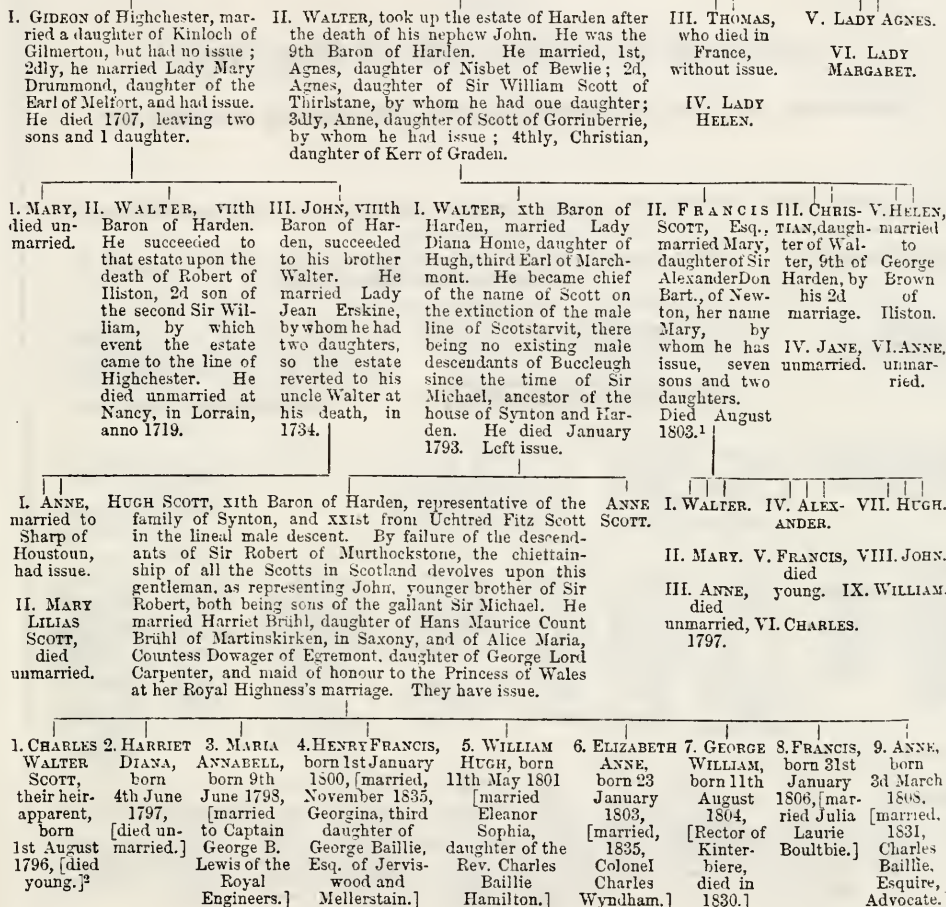 I. GIDEON of Highchester, mar-
ried a daughter of Kinloch of
Gilmerton, but had no issue ;
2dly, he married Lady Mary
Drummond, daughter of the
Earl of Melfort, and had issue.
He died 1707, leaving two
sons and 1 daughter.
II. WALTER, took up the estate of Harden after
the death of his nephew John. He was the
9th Baron of Harden. He married, 1st,
Agnes, daughter of Nisbet of Bewlie; 2d,
Agnes, daughter of Sir William Scott of
Thirlstane, by whom he had one daughter;
3dly, Anne, daughter of Scott of Gorrinberrie,
by whom he had issue ; 4thly, Christian,
daughter of Kerr of Graden.
III. THOMAS,
who died in
France,
without issue.
IV. LADY
HELEN.
V. LADY AGNES.
VI. LADY
MARGARET.
I. MARY,
died un-
married.
II. WALTER, VIIth
Baron of Harden.
He succeeded to
that estate upon the
death of Robert of
Iliston, 2d son of
the second Sir Wil-
liam, by which
event the estate
came to the line of
Highchester. He
died unmarried at
Nancy, in Lorrain,
anno 1719.
III. JOHN, VIIIth
Baron of Har-
den, succeeded
to his brother
Walter. He
married Lady
Jean Erskine,
by whom he had
two daughters,
so the estate
reverted to his
uncle Walter at
his death, in
1734.
I. WALTER, Xth Baron of
Harden, married Lady
Diana Home, daughter of
Hugh, third Earl of March-
mont. He became chief
of the name of Scott on
the extinction of the male
line of Scotstarvit, there
being no existing male
descendants of Buccleugh
since the time of Sir
Michael, ancestor of the
house of Synton and Har-
den. He died January
1793. Left issue.
II. FRANCIS
SCOTT, Esq.,
married Mary,
daughter of Sir
Alexander Don
Bart., of New-
ton, her name
Mary, by
whom he has
issue, seven
sons and two
daughters.
Died August
1803.¹
III. CHRIS-
TIAN, daugh-
ter of Wal-
ter, 9th of
Harden, by
his 2d
marriage.
IV. JANE,
unmarried.
V. HELEN,
married
to
George
Brown
of
Iliston.
VI. ANNE,
unmar-
ried.
I. ANNE,
married to
Sharp of
Houstoun,
had issue.
II. MARY
LILIAS
SCOTT,
died
unmarried.
HUGH SCOTT, XIth Baron of Harden, representative of the
family of Synton, and XXIst from Uchtred Fitz Scott
in the lineal male descent. By failure of the descend-
ants of Sir Robert of Murthockstone, the chieftain-
ship of all the Scotts in Scotland devolves upon this
gentleman, as representing John, younger brother of Sir
Robert, both being sons of the gallant Sir Michael. He
married Harriet Brühl, daughter of Hans Maurice Count
Brühl of Martinskirken, in Saxony, and of Alice Maria,
Countess Dowager of Egremont, daughter of George Lord
Carpenter, and maid of honour to the Princess of Wales
at her Royal Highness's marriage. They have issue.
ANNE
SCOTT.
I. WALTER.
II. MARY.
III. ANNE,
died
unmarried,
1797.
IV. ALEX-
ANDER.
V. FRANCIS,
died
young.
VI. CHARLES.
VII. HUGH.
VIII. JOHN.
IX. WILLIAM.
1. CHARLES
WALTER
SCOTT,
their heir-
apparent,
born
1st August
1796, [died
young.]²
2. HARRIET
DIANA,
born
4th June
1797,
[died un-
married.]
3. MARIA
ANNABELL,
born 9th
June 1798,
[married
to Captain
George B.
Lewis of the
Royal
Engineers.]
4. HENRY FRANCIS,
born 1st January
1800, [married,
November 1835,
Georgina, third
daughter of
George Baillie,
Esq. of Jervis-
wood and
Mellerstain.]
5. WILLIAM
HUGH, born
11th May 1801
[married
Eleanor
Sophia,
daughter of the
Rev. Charles
Baillie
Hamilton.]
6. ELIZABETH
ANNE,
born 23
January
1803,
[married,
1835,
Colonel
Charles
Wyndham.]
7. GEORGE
WILLIAM,
born 11th
August
1804,
[Rector of
Kinter-
biere,
died in
1830.]
8. FRANCIS,
born 31st
January
1806, [mar-
ried Julia
Laurie
Boultbie.]
9. ANNE,
born
3d March
1808,
[married,
1831,
Charles
Baillie,
Esquire,
Advocate.